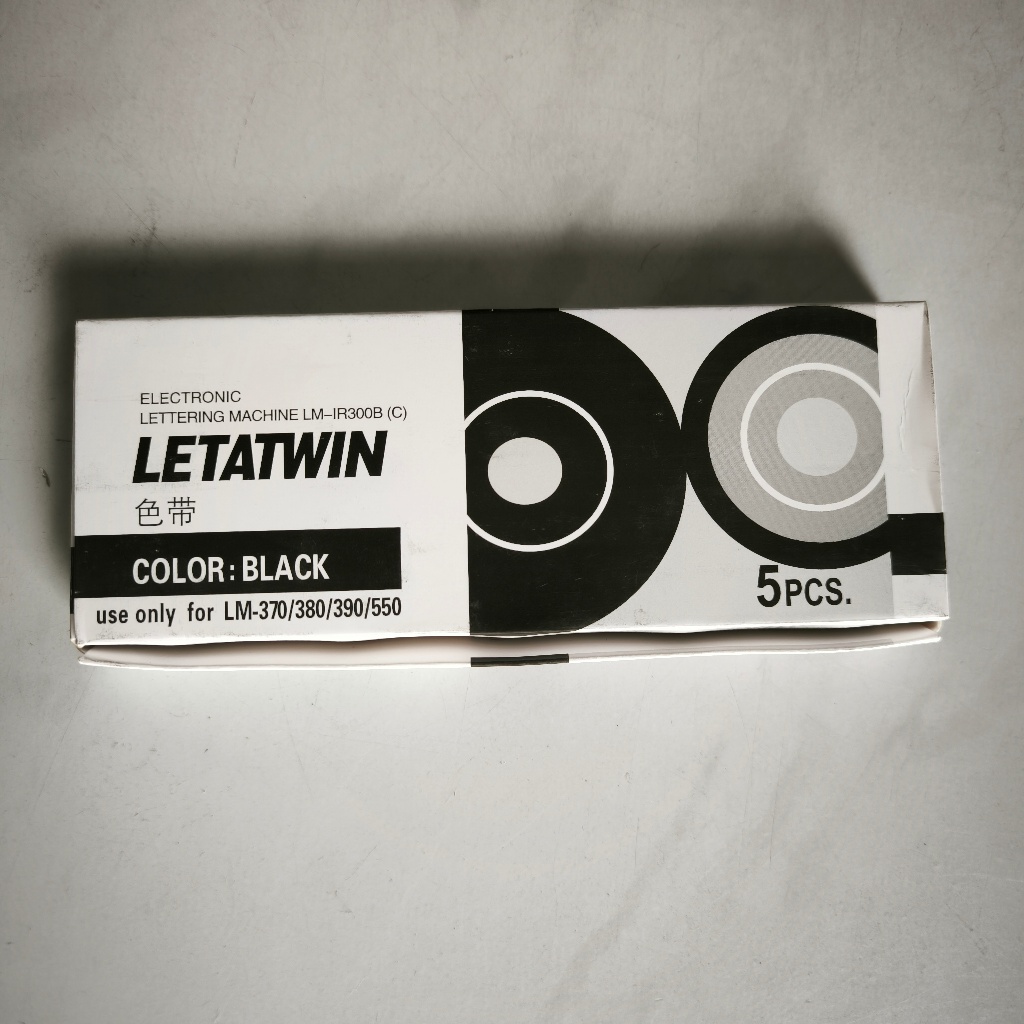 ELECTRONIC
LETTERING MACHINE LM-IR300B (C)
LETATWIN
色带
COLOR: BLACK
use only for LM-370/380/390/550
5PCS.